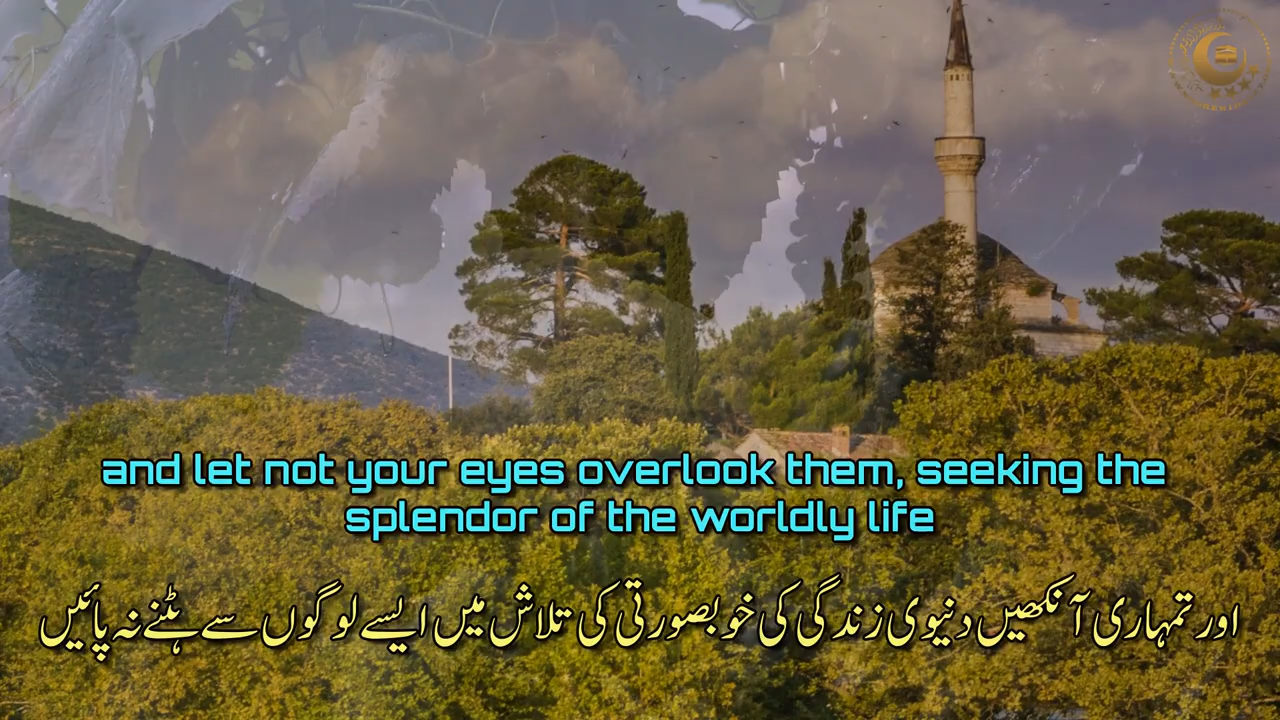 and let not your eyes overlook them, seeking the
splendor of the worldly life
اور تمہاری آنکھیں دنیوی زندگی کی خوبصورتی کی تلاش میں ایسے لوگوں سے ہٹنے نہ پائیں